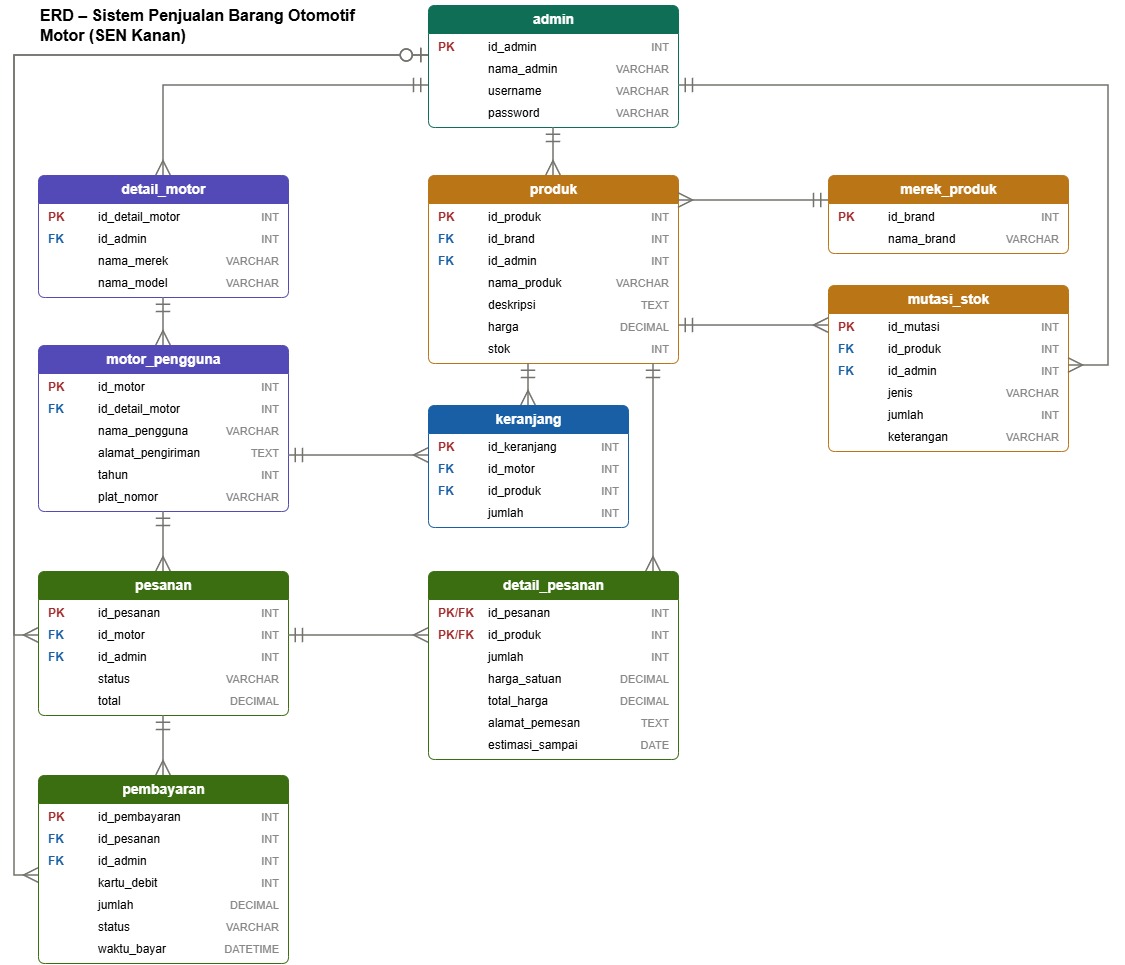 ERD – Sistem Penjualan Barang Otomotif
Motor (SEN Kanan)
admin
PK id_admin INT
nama_admin VARCHAR
username VARCHAR
password VARCHAR
detail_motor
PK id_detail_motor INT
FK id_admin INT
nama_merek VARCHAR
nama_model VARCHAR
produk
PK id_produk INT
FK id_brand INT
FK id_admin INT
nama_produk VARCHAR
deskripsi TEXT
harga DECIMAL
stok INT
merek_produk
PK id_brand INT
nama_brand VARCHAR
mutasi_stok
PK id_mutasi INT
FK id_produk INT
FK id_admin INT
jenis VARCHAR
jumlah INT
keterangan VARCHAR
motor_pengguna
PK id_motor INT
FK id_detail_motor INT
nama_pengguna VARCHAR
alamat_pengiriman TEXT
tahun INT
plat_nomor VARCHAR
keranjang
PK id_keranjang INT
FK id_motor INT
FK id_produk INT
jumlah INT
pesanan
PK id_pesanan INT
FK id_motor INT
FK id_admin INT
status VARCHAR
total DECIMAL
detail_pesanan
PK/FK id_pesanan INT
PK/FK id_produk INT
jumlah INT
harga_satuan DECIMAL
total_harga DECIMAL
alamat_pemesan TEXT
estimasi_sampai DATE
pembayaran
PK id_pembayaran INT
FK id_pesanan INT
FK id_admin INT
kartu_debit INT
jumlah DECIMAL
status VARCHAR
waktu_bayar DATETIME